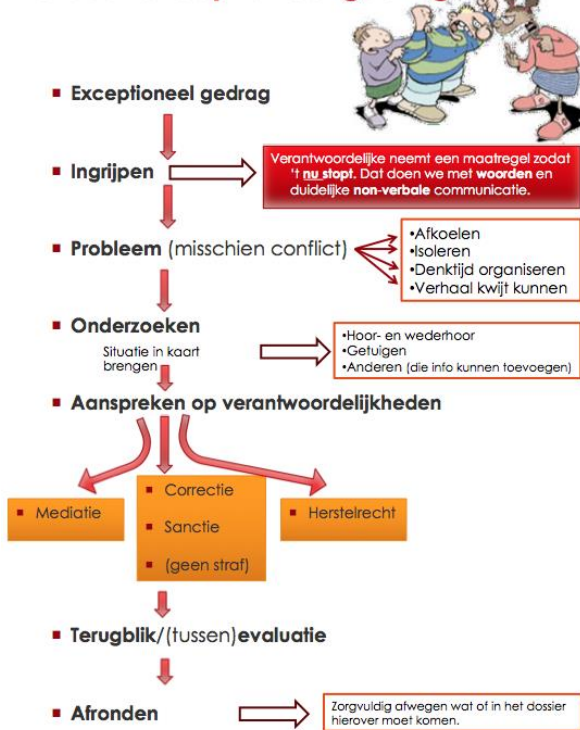 Exceptioneel gedrag
Ingrijpen
Verantwoordelijke neemt een maatregel zodat
't nu stopt. Dat doen we met woorden en
duidelijke non-verbale communicatie.
Probleem (misschien conflict)
•Afkoelen
•Isoleren
•Denktijd organiseren
•Verhaal kwijt kunnen
Onderzoeken
Situatie in kaart
brengen
•Hoor- en wederhoor
•Getuigen
•Anderen (die info kunnen toevoegen)
Aanspreken op verantwoordelijkheden
Mediatie
Correctie
Sanctie
(geen straf)
Herstelrecht
Terugblik/(tussen)evaluatie
Afronden
Zorgvuldig afwegen wat of in het dossier
hierover moet komen.